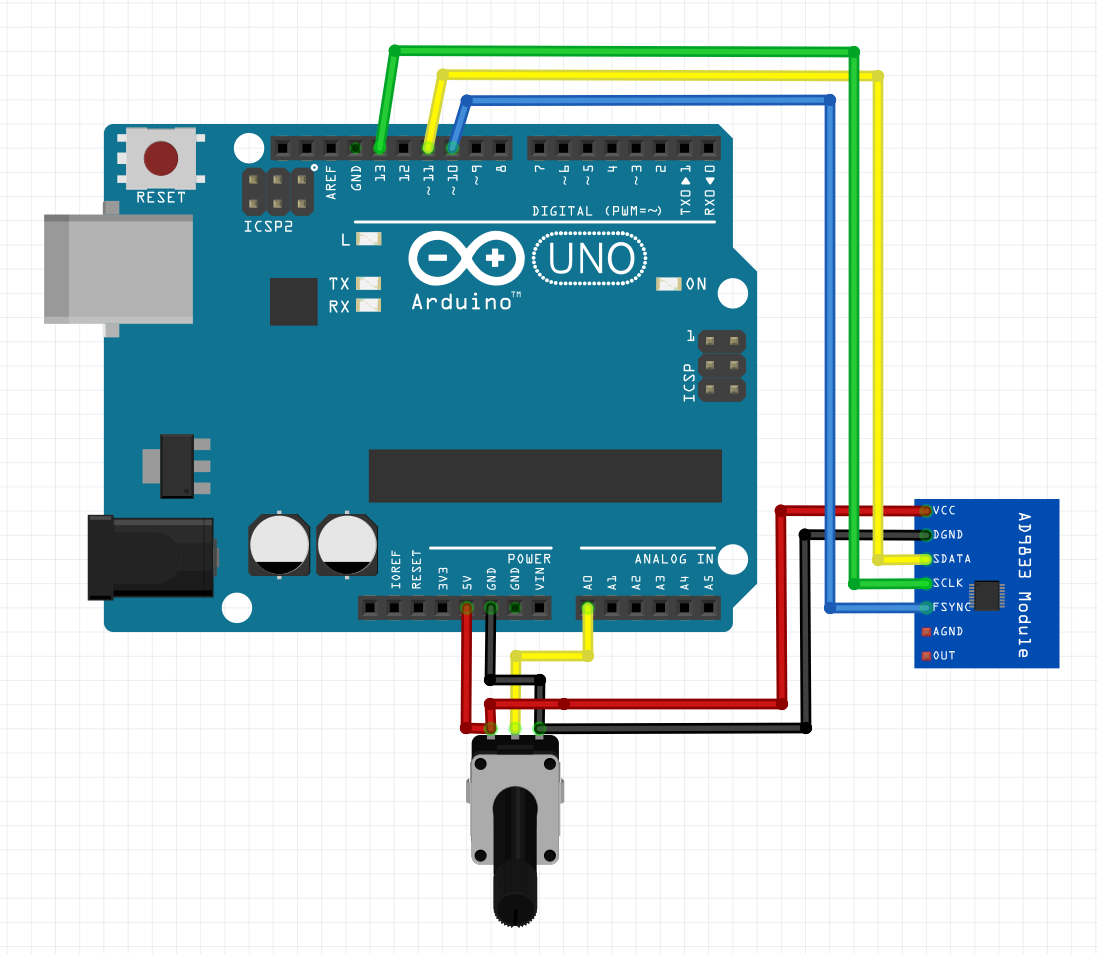 RESET
ICSP2
AREF
GND
13
12
~11
~10
~9
8
7
~6
~5
4
~3
2
TX0▶1
RX0◀0
DIGITAL (PWM=~)
L
TX
RX
Arduino™
UNO
ON
1
ICSP
IOREF
RESET
3V3
5V
GND
GND
VIN
POWER
ANALOG IN
A0
A1
A2
A3
A4
A5
VCC
DGND
SDATA
SCLK
FSYNC
AGND
OUT
AD9833 Module